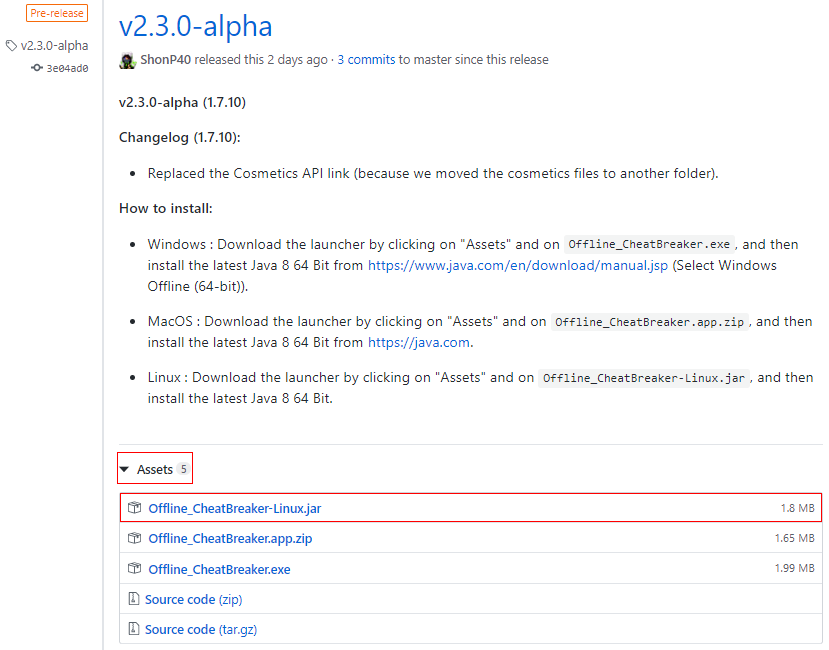 Pre-release
v2.3.0-alpha
3e04ad0
v2.3.0-alpha
ShonP40 released this 2 days ago · 3 commits to master since this release
v2.3.0-alpha (1.7.10)
Changelog (1.7.10):
• Replaced the Cosmetics API link (because we moved the cosmetics files to another folder).
How to install:
• Windows : Download the launcher by clicking on "Assets" and on Offline_CheatBreaker.exe, and then
install the latest Java 8 64 Bit from https://www.java.com/en/download/manual.jsp (Select Windows
Offline (64-bit)).
• MacOS : Download the launcher by clicking on "Assets" and on Offline_CheatBreaker.app.zip, and then
install the latest Java 8 64 Bit from https://java.com.
• Linux : Download the launcher by clicking on "Assets" and on Offline_CheatBreaker-Linux.jar, and then
install the latest Java 8 64 Bit.
Assets 5
Offline_CheatBreaker-Linux.jar 1.8 MB
Offline_CheatBreaker.app.zip 1.65 MB
Offline_CheatBreaker.exe 1.99 MB
Source code (zip)
Source code (tar.gz)